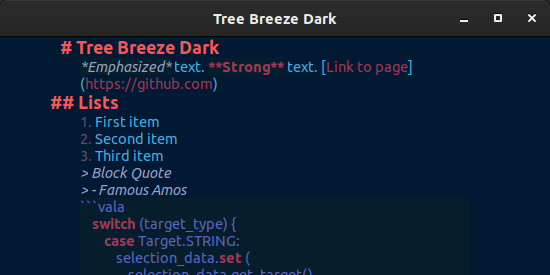 Tree Breeze Dark
# Tree Breeze Dark
*Emphasized* text. **Strong** text. [Link to page]
(https://github.com)
## Lists
1. First item
2. Second item
3. Third item
> Block Quote
> - Famous Amos
```vala
switch (target_type) {
case Target.STRING:
selection_data.set (
selection_data.get_target()